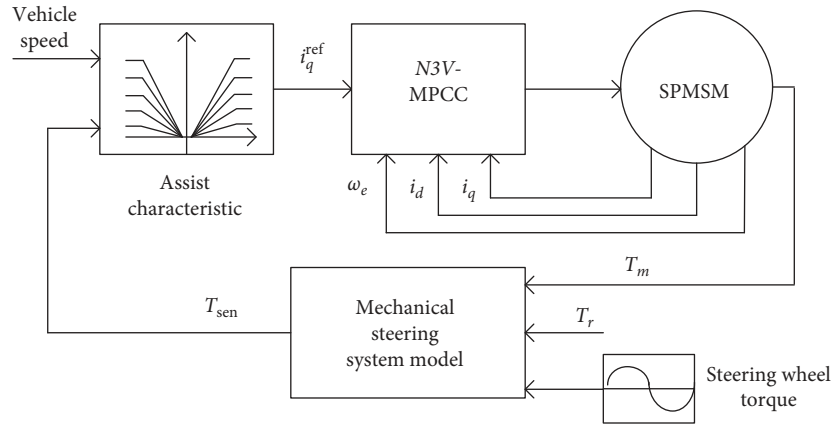 Vehicle
speed
i_q^ref
N3V-
MPCC
SPMSM
Assist
characteristic
ω_e
i_d
i_q
T_m
T_sen
Mechanical
steering
system model
T_r
Steering wheel
torque